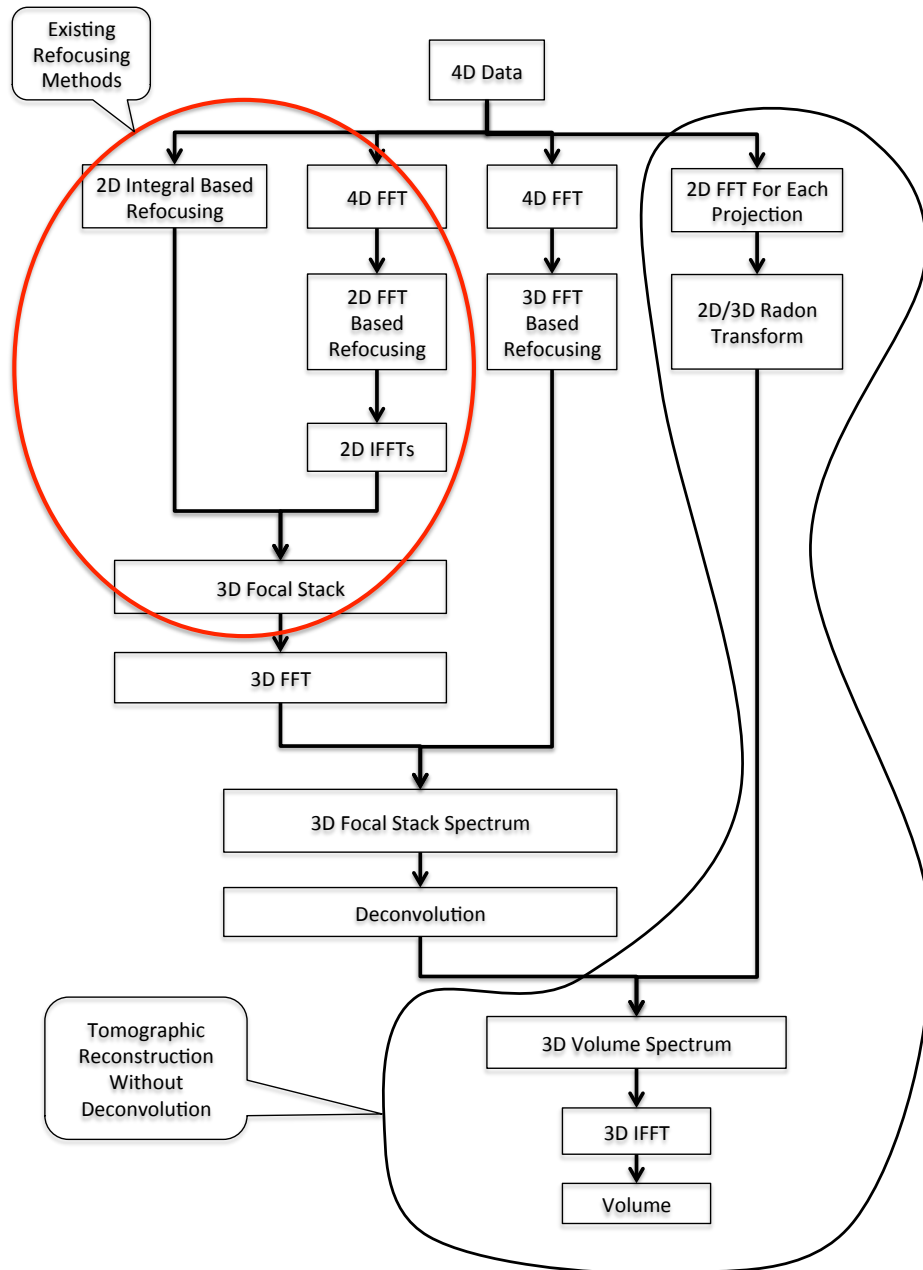 Existing
Refocusing
Methods
4D Data
2D Integral Based
Refocusing
4D FFT
4D FFT
2D FFT For Each
Projection
2D FFT
Based
Refocusing
3D FFT
Based
Refocusing
2D/3D Radon
Transform
2D IFFTs
3D Focal Stack
3D FFT
3D Focal Stack Spectrum
Deconvolution
Tomographic
Reconstruction
Without
Deconvolution
3D Volume Spectrum
3D IFFT
Volume